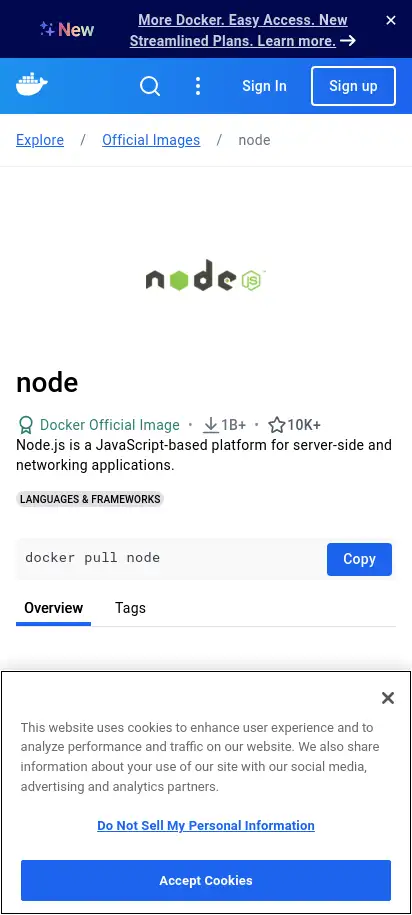 New
More Docker. Easy Access. New
Streamlined Plans. Learn more.
Sign In
Sign up
Explore / Official Images / node
node JS
node
Docker Official Image • 1B+ • 10K+
Node.js is a JavaScript-based platform for server-side and
networking applications.
LANGUAGES & FRAMEWORKS
docker pull node
Copy
Overview
Tags
This website uses cookies to enhance user experience and to
analyze performance and traffic on our website. We also share
information about your use of our site with our social media,
advertising and analytics partners.
Do Not Sell My Personal Information
Accept Cookies